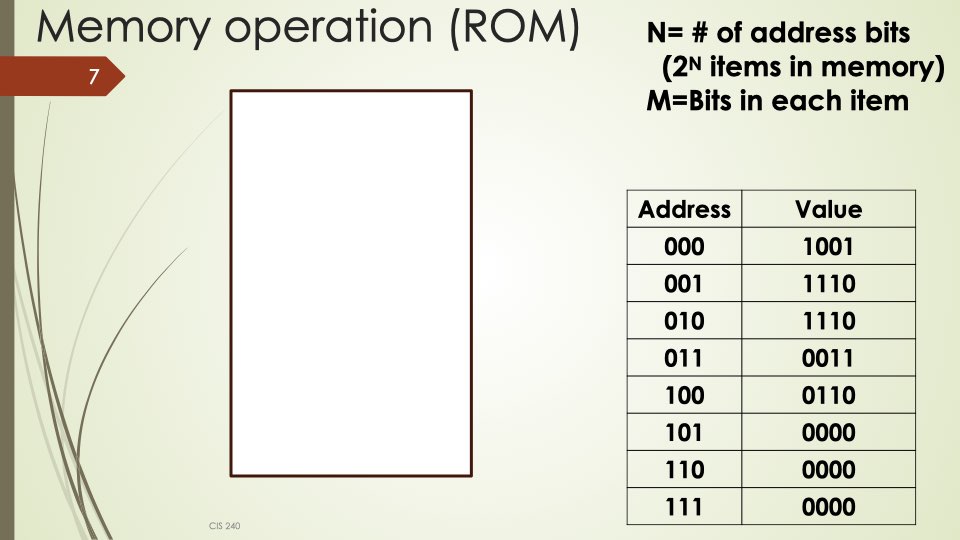 Memory operation (ROM)
7
N= # of address bits
(2ᴺ items in memory)
M=Bits in each item
Address Value
000 1001
001 1110
010 1110
011 0011
100 0110
101 0000
110 0000
111 0000
CIS 240